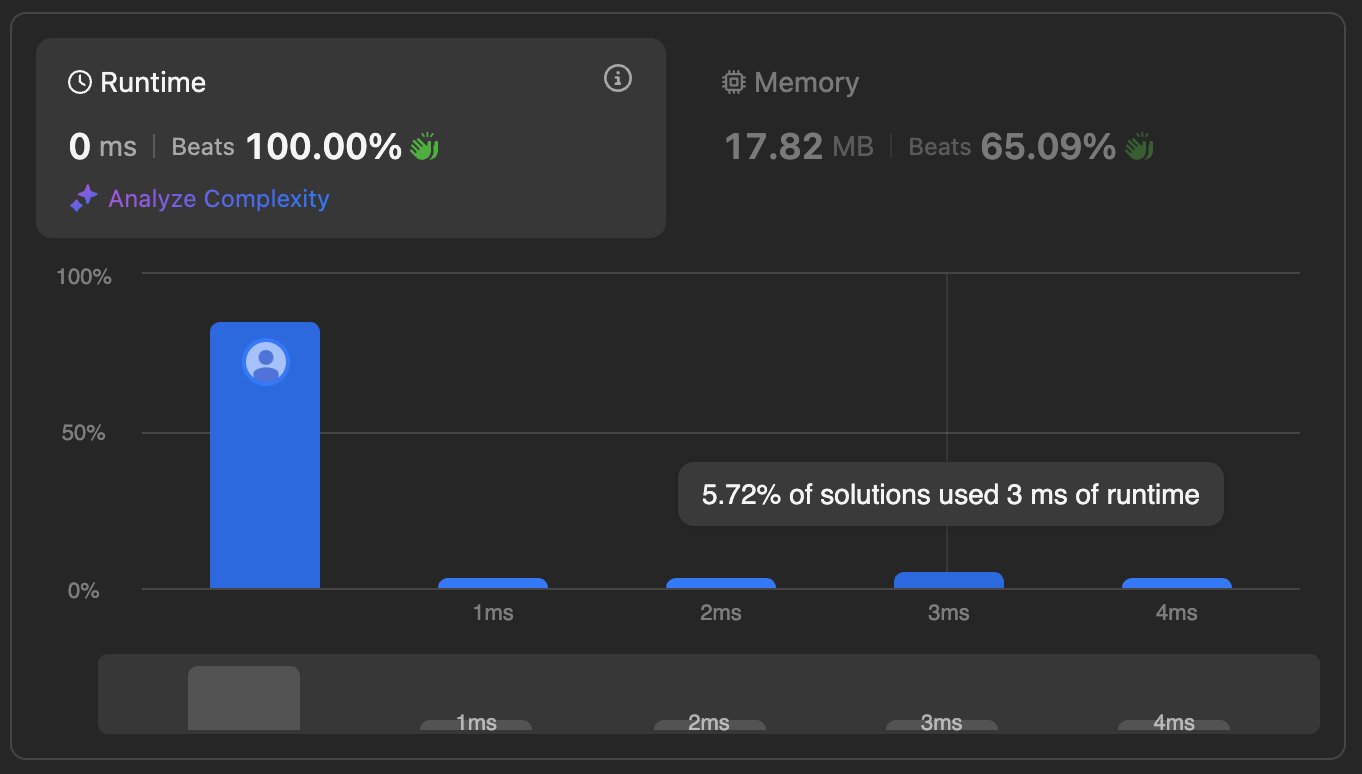 Runtime
0 ms | Beats 100.00%
Analyze Complexity
Memory
17.82 MB | Beats 65.09%
100%
50%
0%
5.72% of solutions used 3 ms of runtime
1ms 2ms 3ms 4ms
1ms 2ms 3ms 4ms